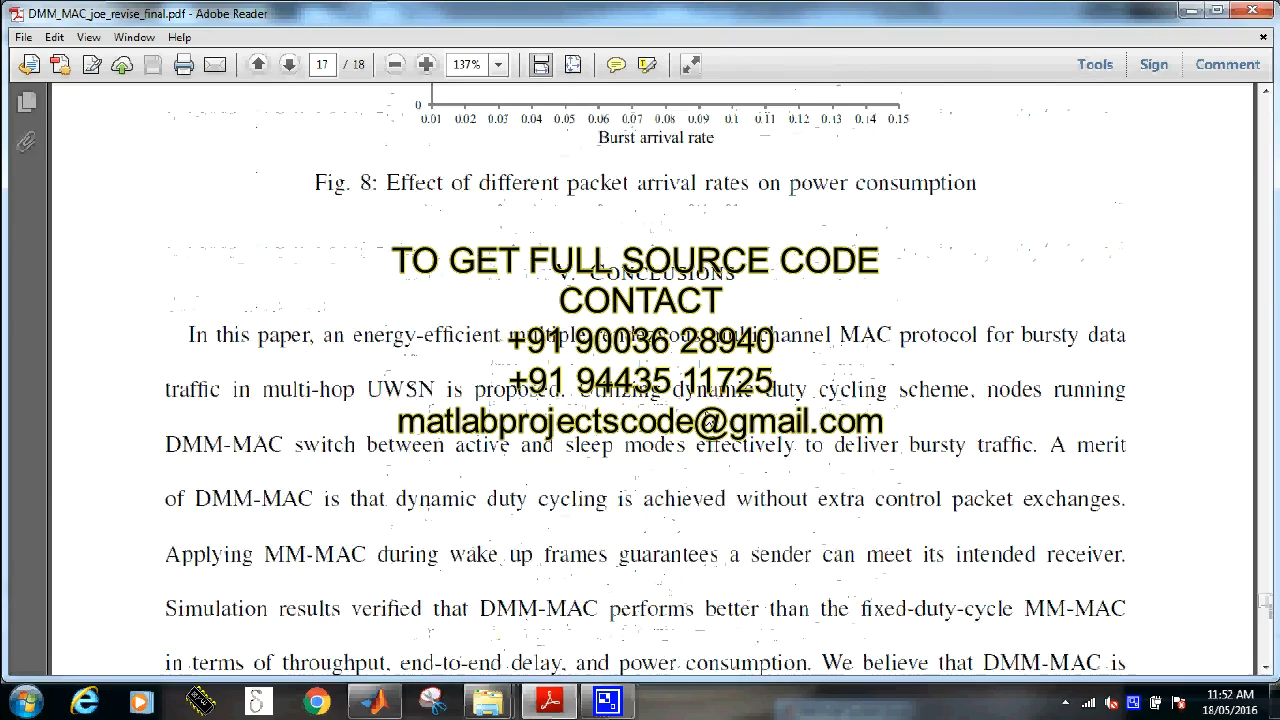 DMM_MAC_joe_revise_final.pdf - Adobe Reader
File Edit View Window Help
17 / 18 137% Tools Sign Comment
0
0.01 0.02 0.03 0.04 0.05 0.06 0.07 0.08 0.09 0.1 0.11 0.12 0.13 0.14 0.15
Burst arrival rate
Fig. 8: Effect of different packet arrival rates on power consumption
TO GET FULL SOURCE CODE
V. CONCLUSIONS
CONTACT
In this paper, an energy-efficient multiple MAC protocol for bursty data
+91 90036 28940
+91 94435 11725
traffic in multi-hop UWSN is proposed. Utilizing dynamic duty cycling scheme, nodes running
matlabprojectscode@gmail.com
DMM-MAC switch between active and sleep modes effectively to deliver bursty traffic. A merit
of DMM-MAC is that dynamic duty cycling is achieved without extra control packet exchanges.
Applying MM-MAC during wake up frames guarantees a sender can meet its intended receiver.
Simulation results verified that DMM-MAC performs better than the fixed-duty-cycle MM-MAC
in terms of throughput, end-to-end delay, and power consumption. We believe that DMM-MAC is
11:52 AM
18/05/2016